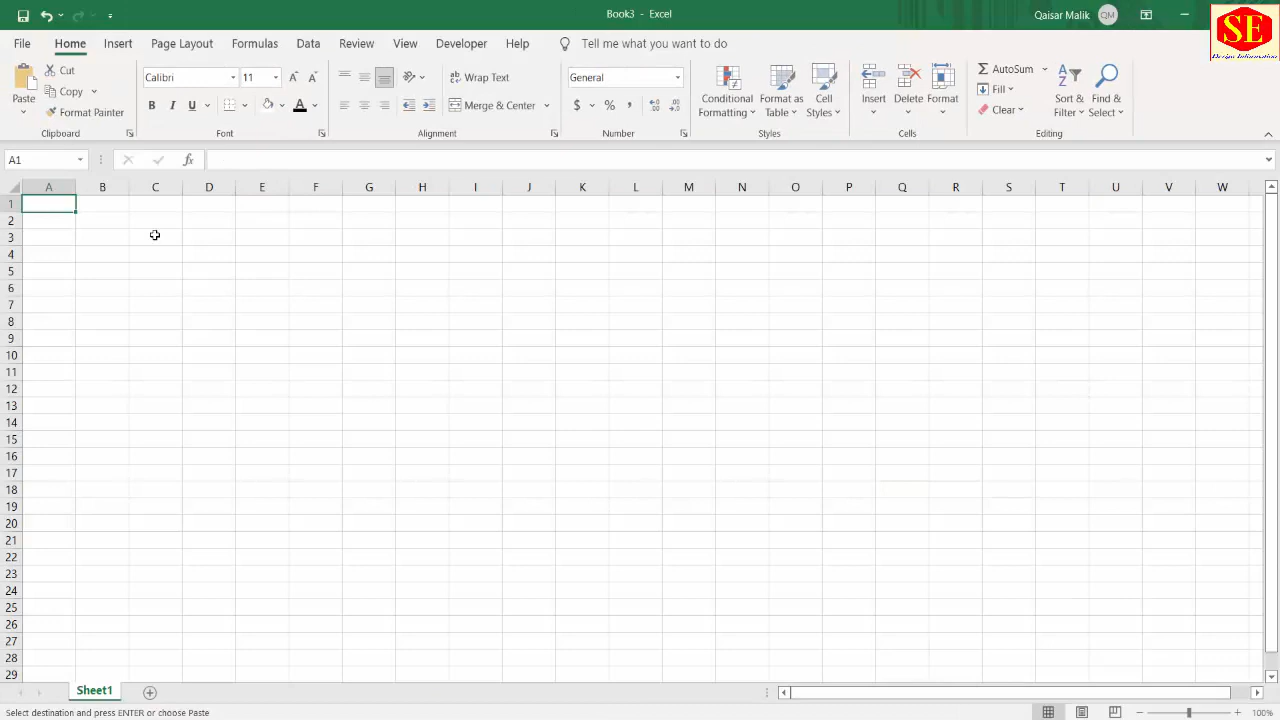 Book3 - Excel
Qaisar Malik QM
SE
File Home Insert Page Layout Formulas Data Review View Developer Help Tell me what you want to do
Paste
Cut
Copy
Format Painter
Clipboard
Calibri 11
B I U
Font
Wrap Text
Merge & Center
Alignment
General
$ % ,
Number
Conditional Formatting
Format as Table
Cell Styles
Styles
Insert
Delete
Format
Cells
AutoSum
Fill
Clear
Sort & Filter
Find & Select
Editing
A1
fx
A B C D E F G H I J K L M N O P Q R S T U V W
1
2
3
4
5
6
7
8
9
10
11
12
13
14
15
16
17
18
19
20
21
22
23
24
25
26
27
28
29
Sheet1
Select destination and press ENTER or choose Paste
100%